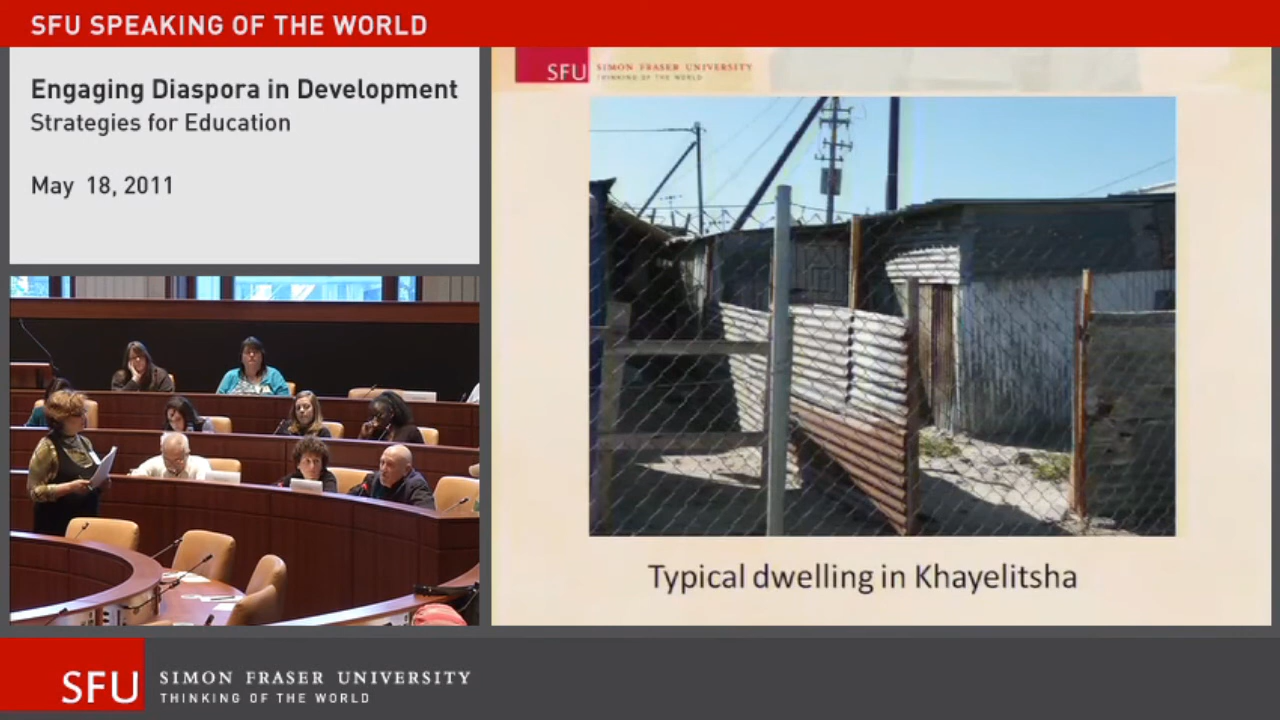 SFU SPEAKING OF THE WORLD
Engaging Diaspora in Development
Strategies for Education
May 18, 2011
SFU SIMON FRASER UNIVERSITY
THINKING OF THE WORLD
Typical dwelling in Khayelitsha
SFU SIMON FRASER UNIVERSITY
THINKING OF THE WORLD